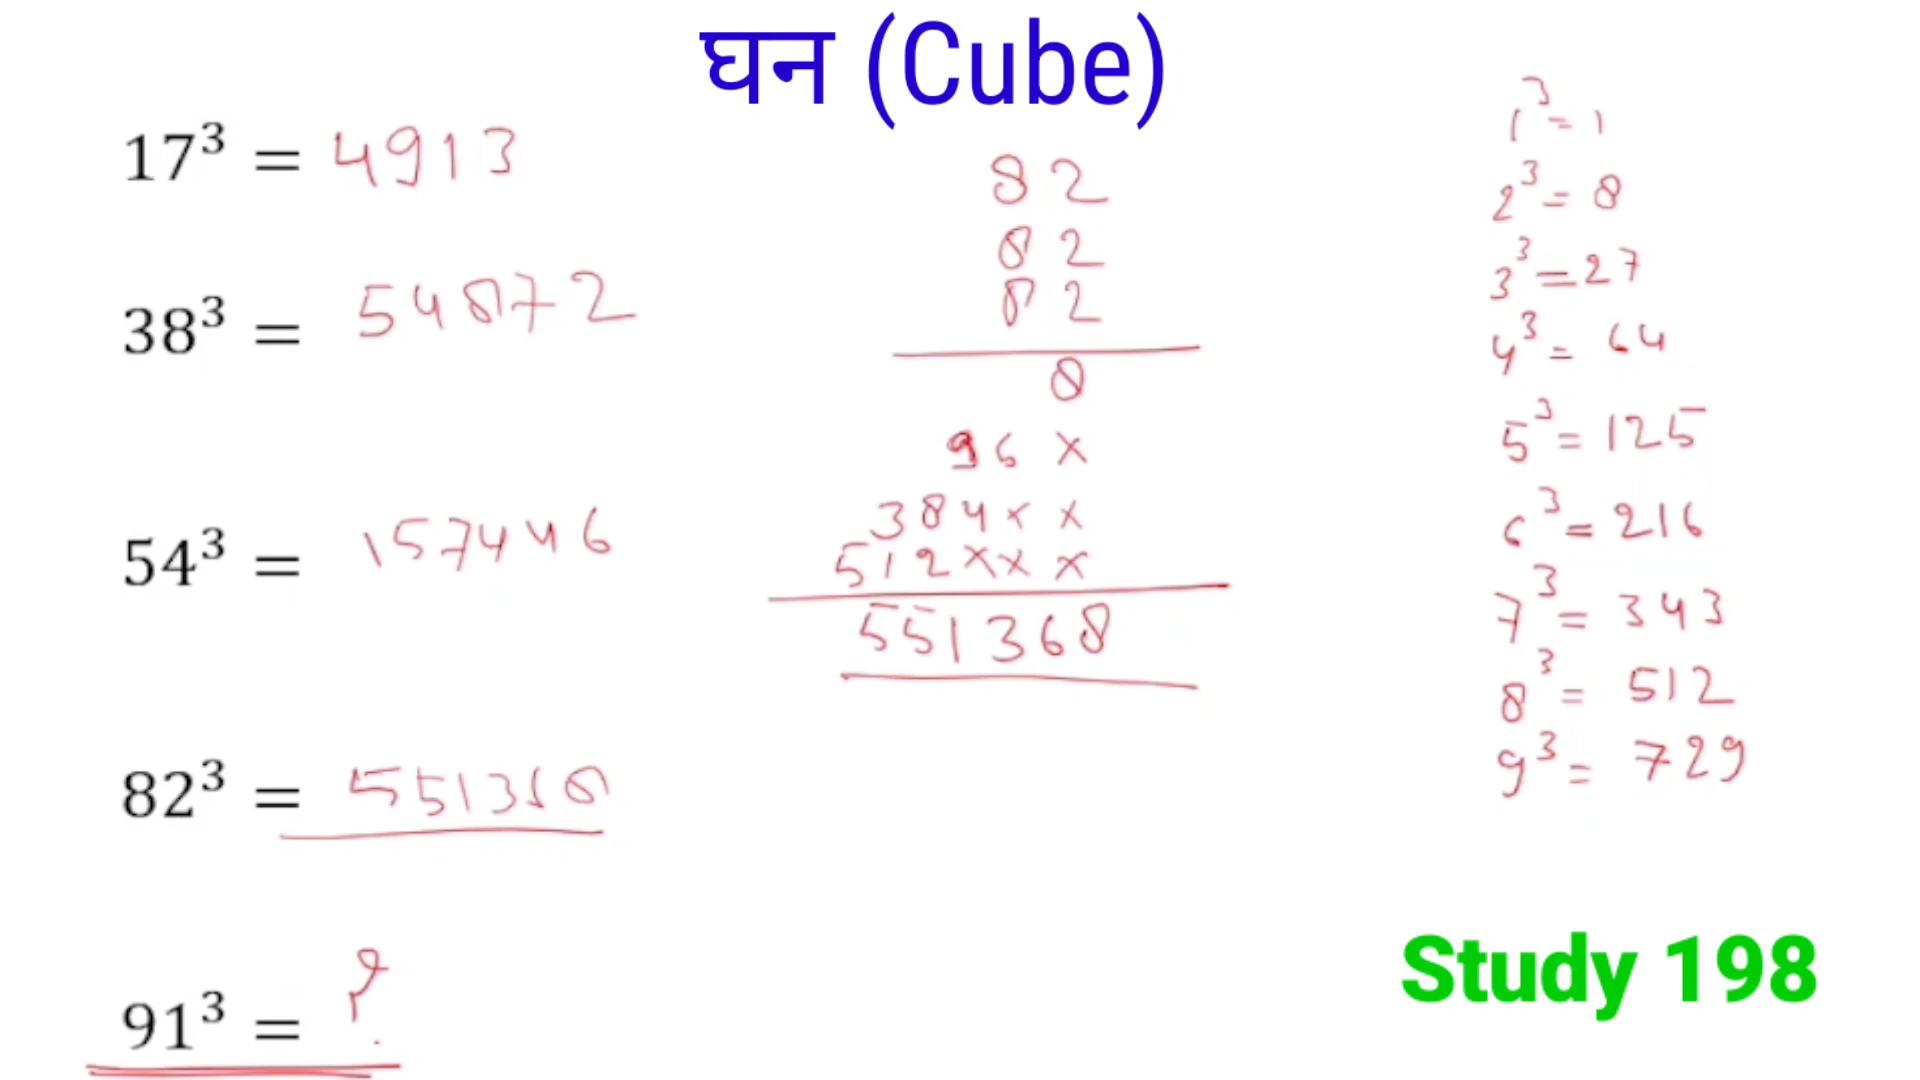 घन (Cube)
17³ = 4913
38³ = 54872
54³ = 157446
82³ = 551368
91³ = ?
82
82
82
8
96 x
384 x x
512 x x x
551368
1³ = 1
2³ = 8
3³ = 27
4³ = 64
5³ = 125
6³ = 216
7³ = 343
8³ = 512
9³ = 729
Study 198